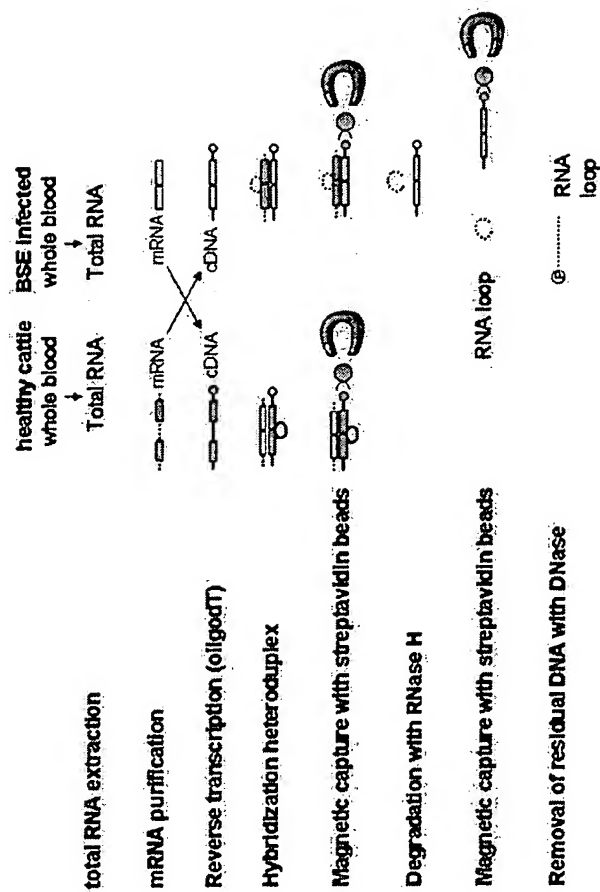 healthy cattle
whole blood
BSE infected
whole blood
total RNA extraction
Total RNA
Total RNA
mRNA purification
mRNA
mRNA
Reverse transcription (oligodT)
cDNA
cDNA
Hybridization heteroduplex
Magnetic capture with streptavidin beads
Degradation with RNase H
Magnetic capture with streptavidin beads
RNA loop
Removal of residual DNA with DNase
P
RNA
loop